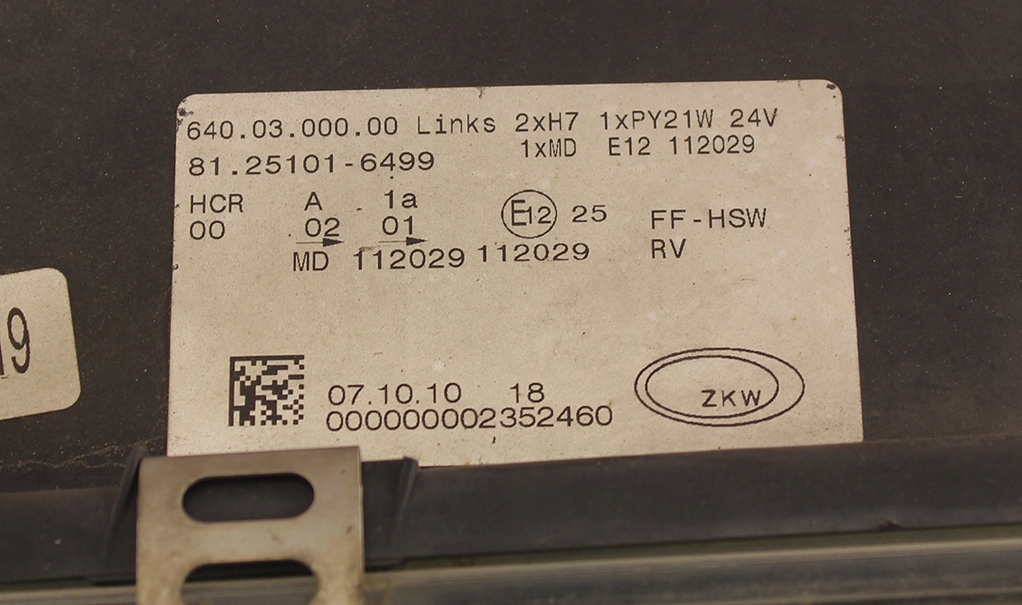 640.03.000.00 Links 2xH7 1xPY21W 24V
1xMD E12 112029
81.25101-6499
HCR A 1a
00 02 01
E12 25 FF-HSW
RV
MD 112029 112029
07.10.10 18
000000002352460
ZKW
19